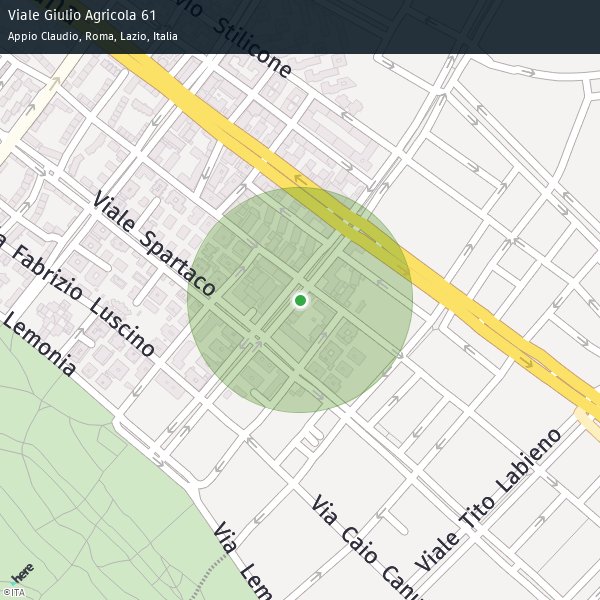 Viale Giulio Agricola 61
Appio Claudio, Roma, Lazio, Italia
Stilicone
Viale Spartaco
Fabrizio Luscino
Lemonia
Viale Tito Labieno
Via Caio Canu
Via Lem
here
©ITA